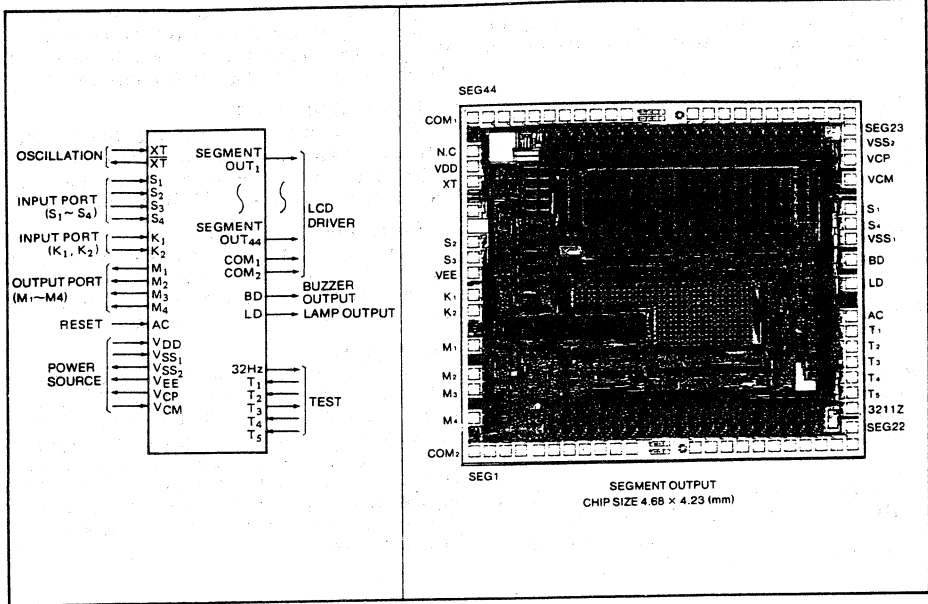 OSCILLATION
XT
XT
INPUT PORT
(S1~ S4)
S1
S2
S3
S4
INPUT PORT
(K1, K2)
K1
K2
OUTPUT PORT
(M1~M4)
M1
M2
M3
M4
RESET
AC
POWER
SOURCE
VDD
VSS1
VSS2
VEE
VCP
VCM
SEGMENT
OUT1
SEGMENT
OUT44
COM1
COM2
LCD
DRIVER
BD
BUZZER
OUTPUT
LD
LAMP OUTPUT
32Hz
T1
T2
T3
T4
T5
TEST
SEG44
COM1
N.C
VDD
XT
S2
S3
VEE
K1
K2
M1
M2
M3
M4
COM2
SEG1
SEG23
VSS2
VCP
VCM
S1
S4
VSS1
BD
LD
AC
T1
T2
T3
T4
T5
3211Z
SEG22
SEGMENT OUTPUT
CHIP SIZE 4.68 × 4.23 (mm)